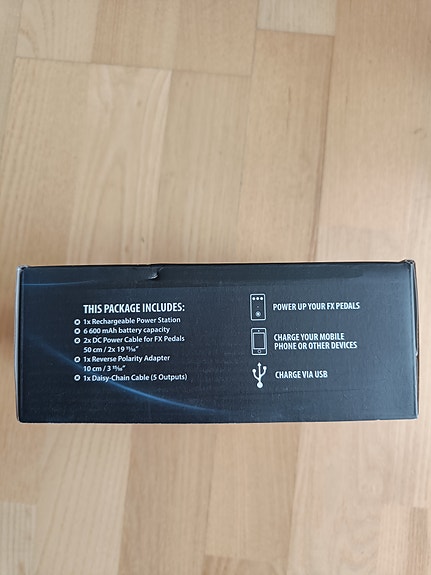 THIS PACKAGE INCLUDES:
1x Rechargeable Power Station
6 600 mAh battery capacity
2x DC Power Cable for FX Pedals
50 cm / 2x 19 ¹¹⁄₁₆"
1x Reverse Polarity Adapter
10 cm / 3 ¹⁵⁄₁₆"
1x Daisy-Chain Cable (5 Outputs)
POWER UP YOUR FX PEDALS
CHARGE YOUR MOBILE
PHONE OR OTHER DEVICES
CHARGE VIA USB